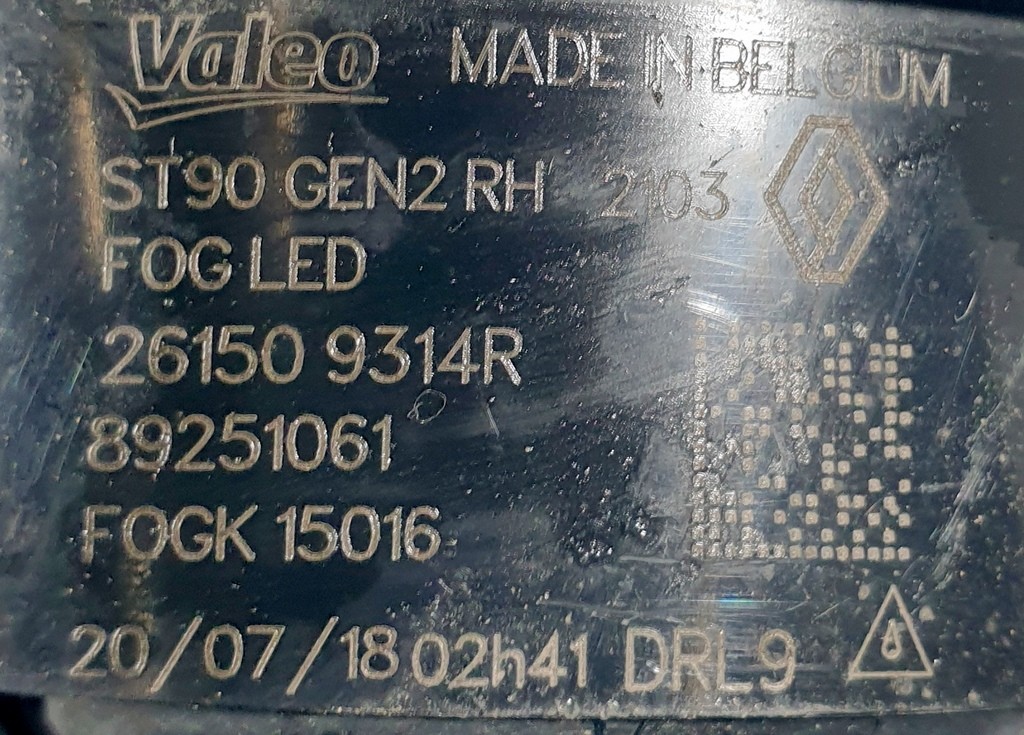 Valeo MADE IN BELGIUM
ST90 GEN2 RH 2103
FOG LED
26150 9314R
89251061
FOGK 15016
20/07/18 02h41 DRL9